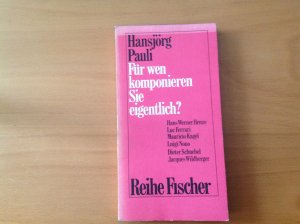 Hansjörg
Pauli
Für wen
komponieren
Sie
eigentlich?
Hans Werner Henze
Luc Ferrari
Mauricio Kagel
Luigi Nono
Dieter Schnebel
Jacques Wildberger
Reihe Fischer